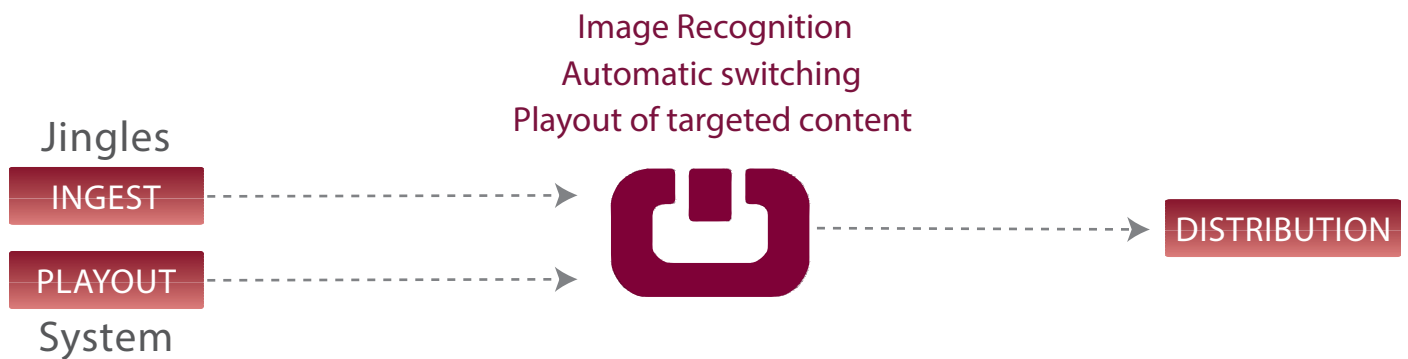 Image Recognition
Automatic switching
Playout of targeted content
Jingles
INGEST
PLAYOUT
System
DISTRIBUTION